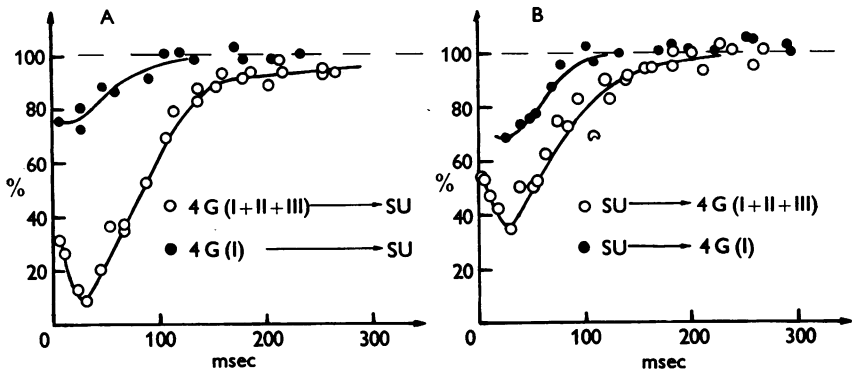 A
100
80
60
%
40
20
0
100
200
300
msec
4 G (I + II + III) → SU
4 G (I) → SU
B
100
80
60
%
40
20
0
100
200
300
msec
SU → 4 G (I + II + III)
SU → 4 G (I)